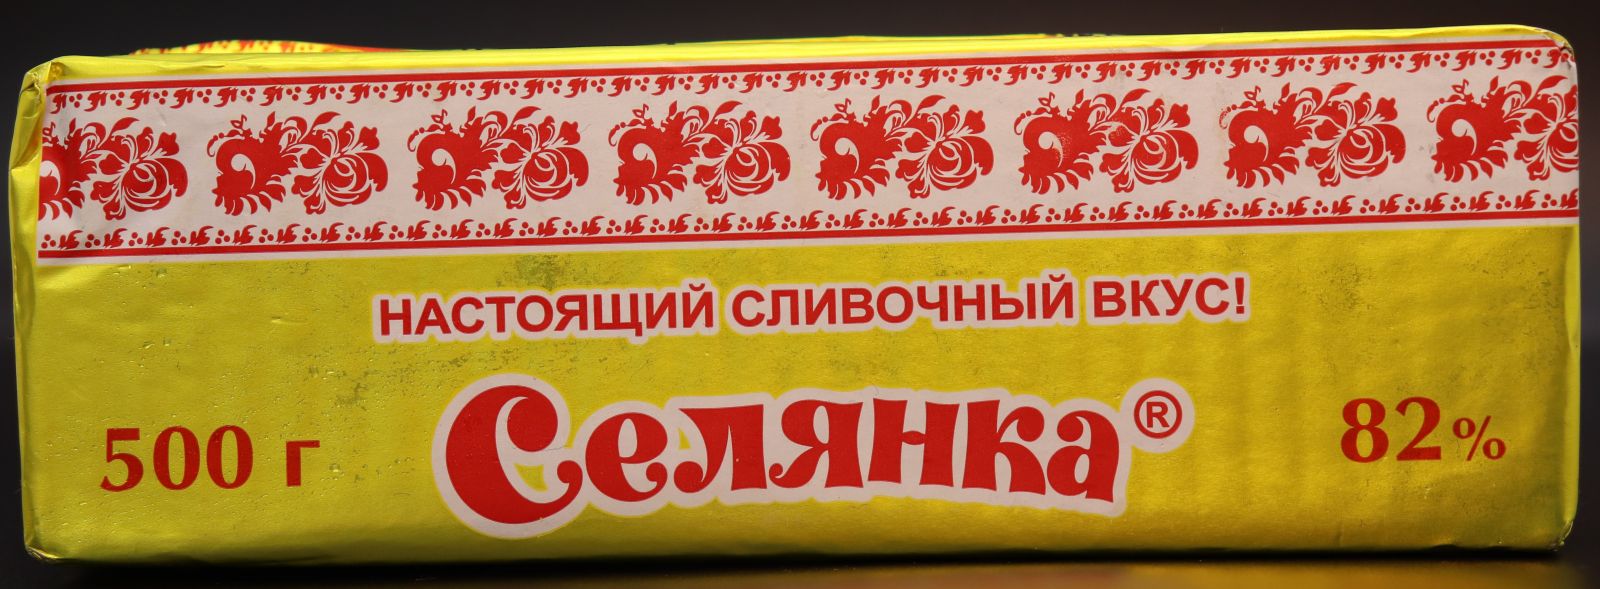 НАСТОЯЩИЙ СЛИВОЧНЫЙ ВКУС!
500 г Селянка® 82%